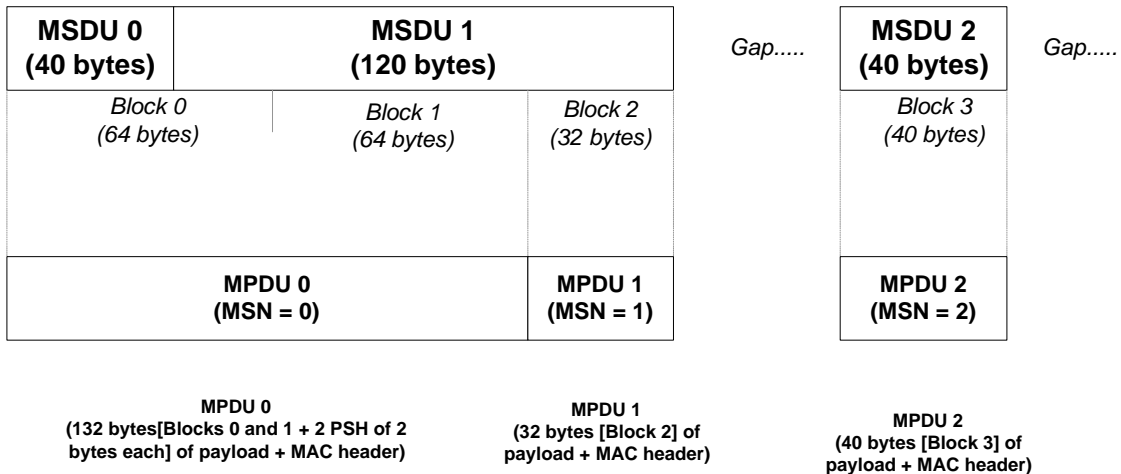 MSDU 0
(40 bytes)
MSDU 1
(120 bytes)
Gap.....
MSDU 2
(40 bytes)
Gap.....
Block 0
(64 bytes)
Block 1
(64 bytes)
Block 2
(32 bytes)
Block 3
(40 bytes)
MPDU 0
(MSN = 0)
MPDU 1
(MSN = 1)
MPDU 2
(MSN = 2)
MPDU 0
(132 bytes[Blocks 0 and 1 + 2 PSH of 2
bytes each] of payload + MAC header)
MPDU 1
(32 bytes [Block 2] of
payload + MAC header)
MPDU 2
(40 bytes [Block 3] of
payload + MAC header)